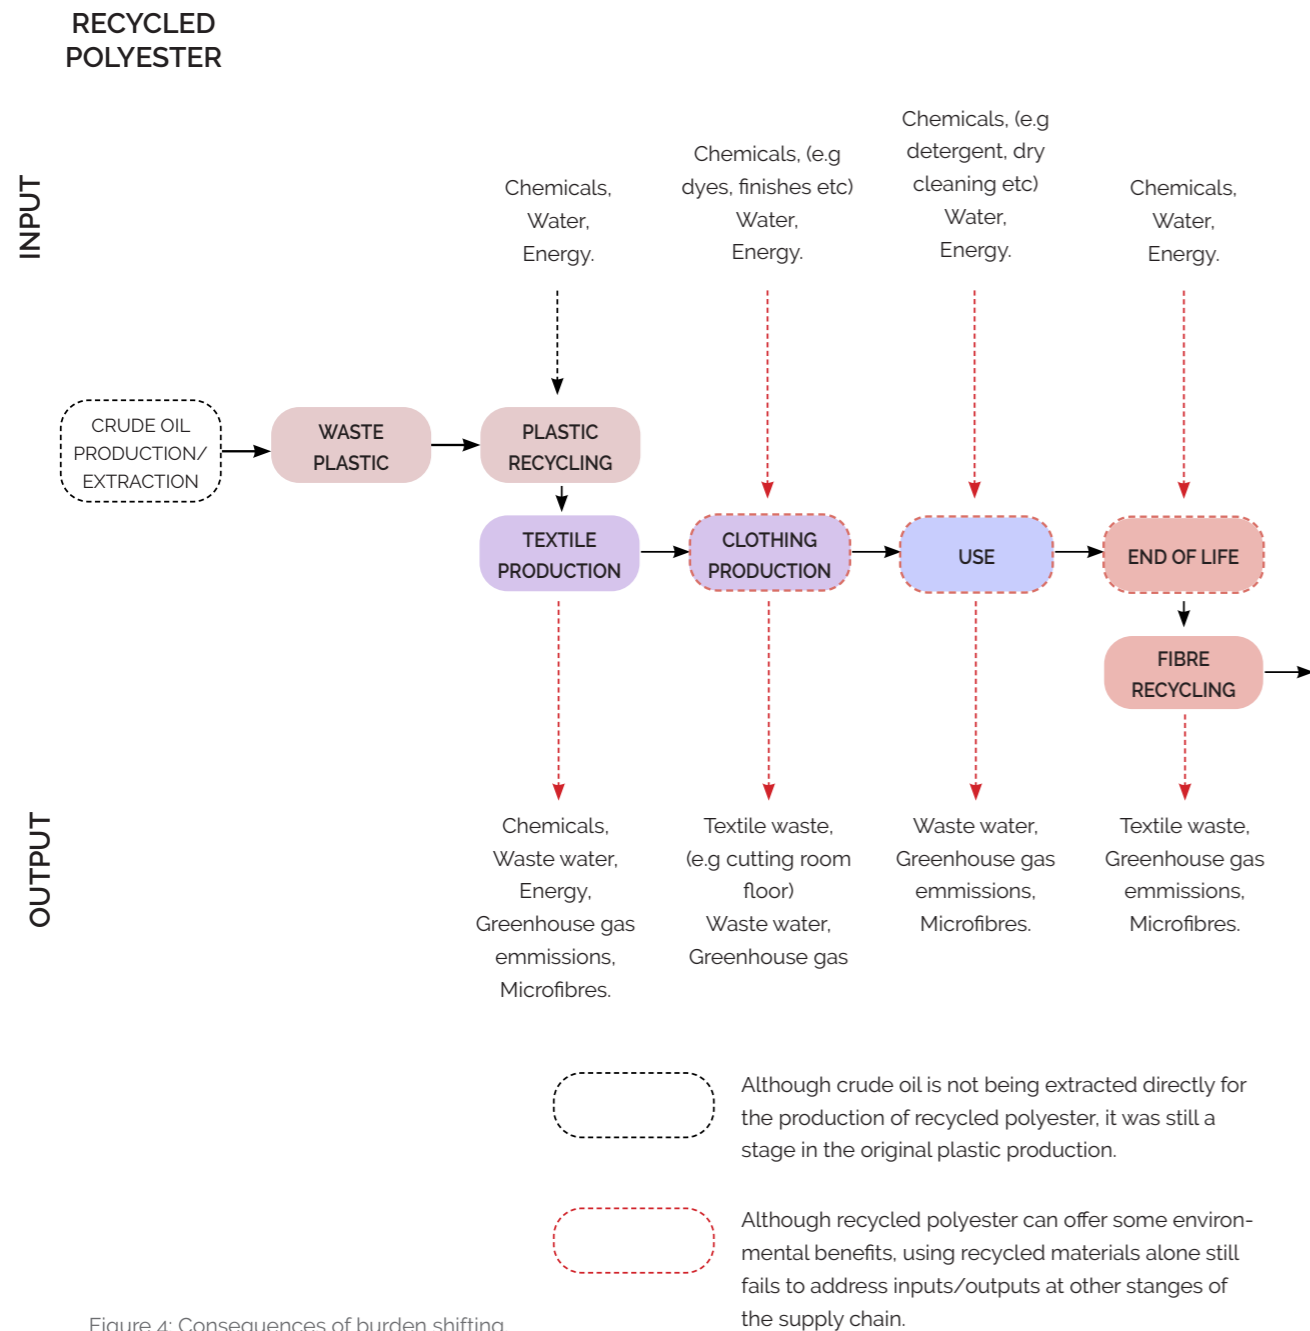 RECYCLED
POLYESTER
INPUT
Chemicals,
Water,
Energy.
Chemicals, (e.g
dyes, finishes etc)
Water,
Energy.
Chemicals, (e.g
detergent, dry
cleaning etc)
Water,
Energy.
Chemicals,
Water,
Energy.
CRUDE OIL
PRODUCTION/
EXTRACTION
WASTE
PLASTIC
PLASTIC
RECYCLING
TEXTILE
PRODUCTION
CLOTHING
PRODUCTION
USE
END OF LIFE
FIBRE
RECYCLING
OUTPUT
Chemicals,
Waste water,
Energy,
Greenhouse gas
emmissions,
Microfibres.
Textile waste,
(e.g cutting room
floor)
Waste water,
Greenhouse gas
Waste water,
Greenhouse gas
emmissions,
Microfibres.
Textile waste,
Greenhouse gas
emmissions,
Microfibres.
Although crude oil is not being extracted directly for
the production of recycled polyester, it was still a
stage in the original plastic production.
Although recycled polyester can offer some environ-
mental benefits, using recycled materials alone still
fails to address inputs/outputs at other stanges of
the supply chain.
Figure 4: Consequences of burden shifting